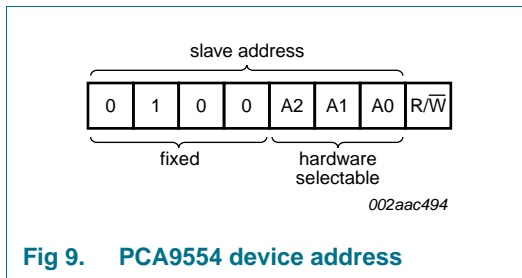 slave address
0 1 0 0 A2 A1 A0 R/W̅
fixed hardware
selectable
002aac494
Fig 9. PCA9554 device address